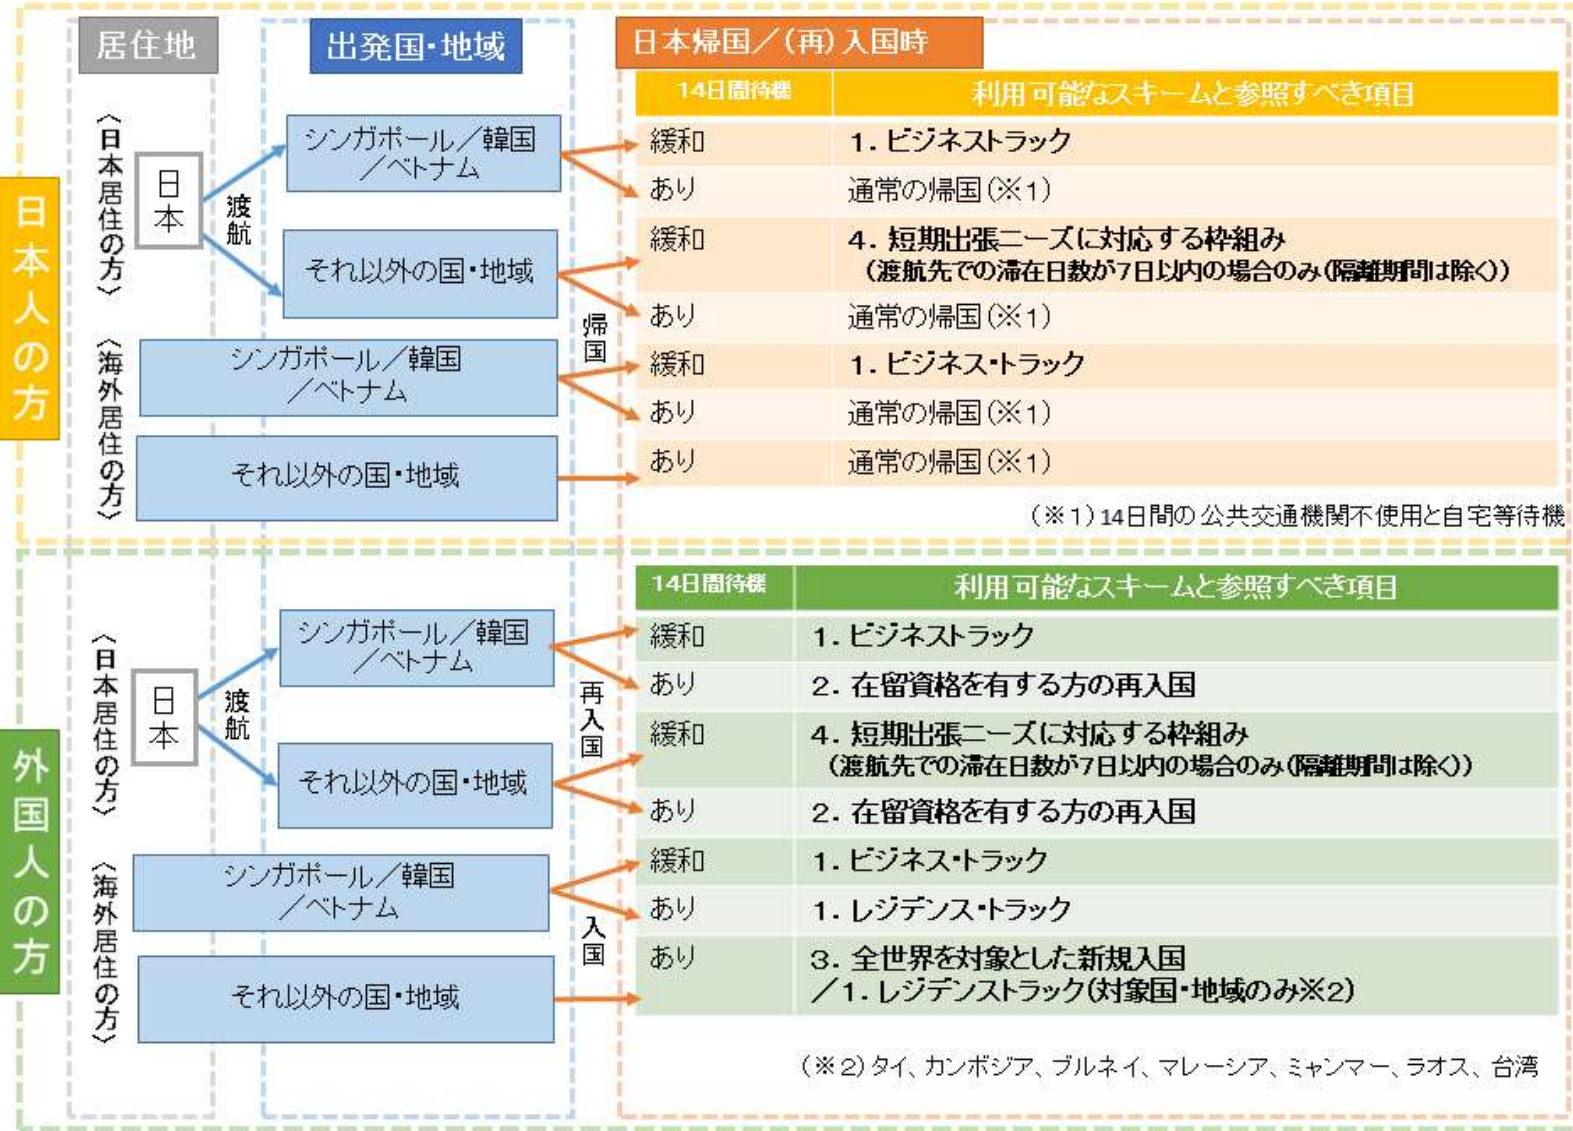 居住地
出発国・地域
日本帰国／(再)入国時
日本人の方
〈日本居住の方〉
日本
渡航
シンガポール／韓国
／ベトナム
それ以外の国・地域
〈海外居住の方〉
シンガポール／韓国
／ベトナム
それ以外の国・地域
帰国
14日間待機
利用可能なスキームと参照すべき項目
緩和
1．ビジネストラック
あり
通常の帰国(※1)
緩和
4．短期出張ニーズに対応する枠組み
(渡航先での滞在日数が7日以内の場合のみ(隔離期間は除く))
あり
通常の帰国(※1)
緩和
1．ビジネス・トラック
あり
通常の帰国(※1)
あり
通常の帰国(※1)
(※1)14日間の公共交通機関不使用と自宅等待機
外国人の方
〈日本居住の方〉
日本
渡航
シンガポール／韓国
／ベトナム
それ以外の国・地域
再入国
〈海外居住の方〉
シンガポール／韓国
／ベトナム
それ以外の国・地域
入国
14日間待機
利用可能なスキームと参照すべき項目
緩和
1．ビジネストラック
あり
2．在留資格を有する方の再入国
緩和
4．短期出張ニーズに対応する枠組み
(渡航先での滞在日数が7日以内の場合のみ(隔離期間は除く))
あり
2．在留資格を有する方の再入国
緩和
1．ビジネス・トラック
あり
1．レジデンス・トラック
あり
3．全世界を対象とした新規入国
／1．レジデンストラック(対象国・地域のみ※2)
(※2)タイ、カンボジア、ブルネイ、マレーシア、ミャンマー、ラオス、台湾